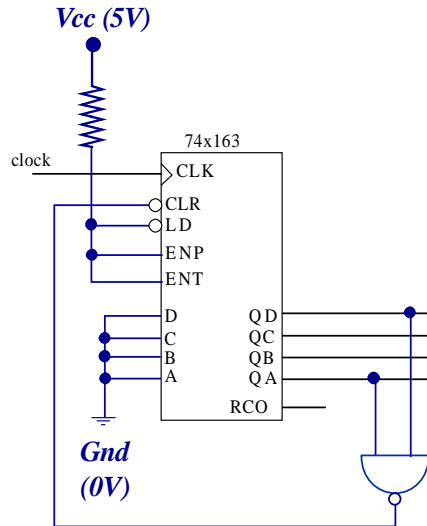 Vcc (5V)
74x163
clock
CLK
CLR
LD
ENP
ENT
D
C
B
A
QD
QC
QB
QA
RCO
Gnd
(0V)